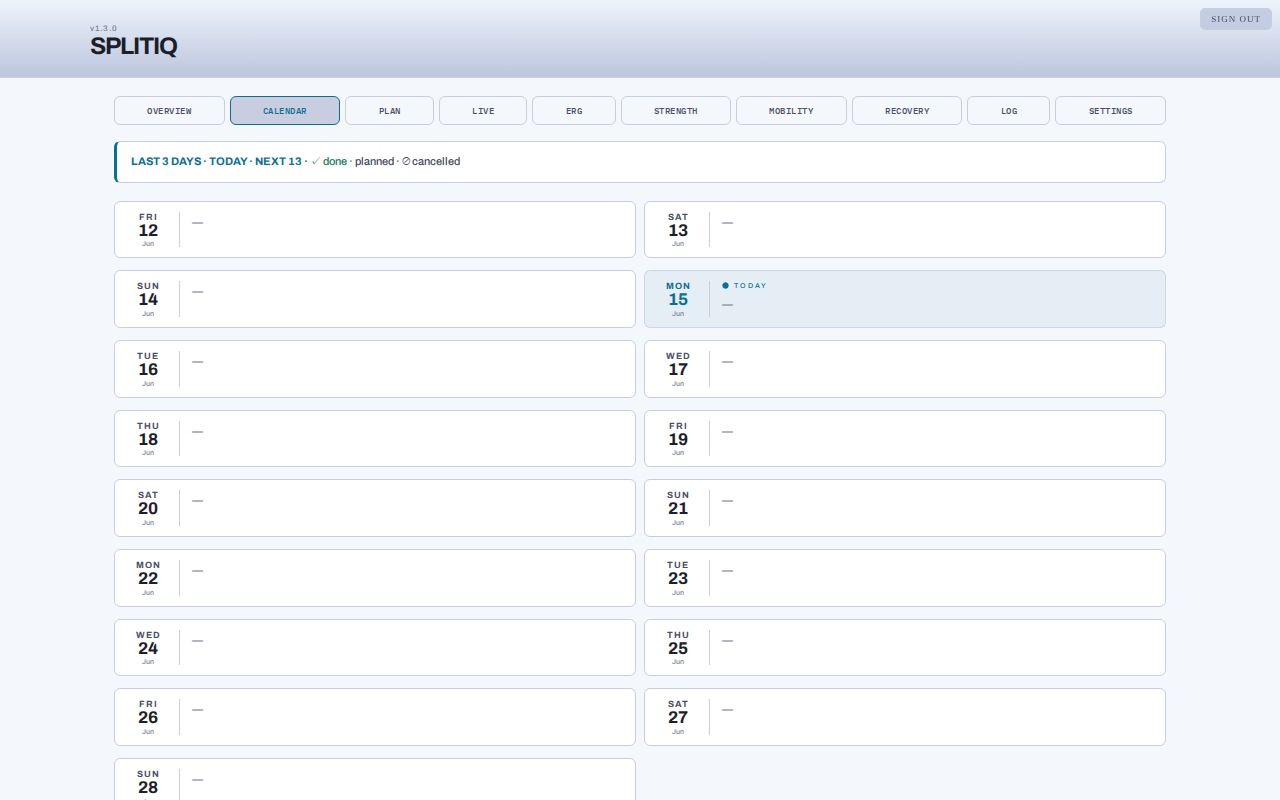 v1.3.0
SPLITIQ
SIGN OUT
OVERVIEW
CALENDAR
PLAN
LIVE
ERG
STRENGTH
MOBILITY
RECOVERY
LOG
SETTINGS
LAST 3 DAYS · TODAY · NEXT 13 · ✓ done · planned · ⊘ cancelled
FRI
12
Jun
—
SAT
13
Jun
—
SUN
14
Jun
—
MON
15
Jun
● TODAY
—
TUE
16
Jun
—
WED
17
Jun
—
THU
18
Jun
—
FRI
19
Jun
—
SAT
20
Jun
—
SUN
21
Jun
—
MON
22
Jun
—
TUE
23
Jun
—
WED
24
Jun
—
THU
25
Jun
—
FRI
26
Jun
—
SAT
27
Jun
—
SUN
28
—